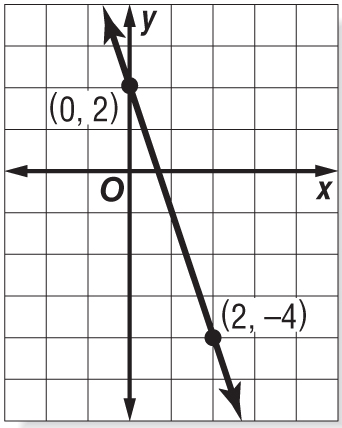 y
(0, 2)
O
x
(2, –4)